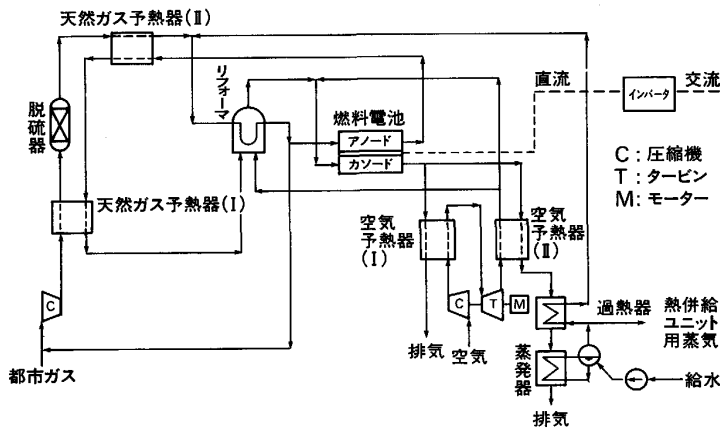 天然ガス予熱器(Ⅱ)
リフォーマ
脱硫器
燃料電池
アノード
カソード
直流
インバータ
交流
C:圧縮機
T:タービン
M:モーター
天然ガス予熱器(Ⅰ)
空気
予熱器
(Ⅰ)
空気
予熱器
(Ⅱ)
C
C
T
M
過熱器
熱併給
ユニット
用蒸気
排気
空気
蒸発器
給水
都市ガス
排気